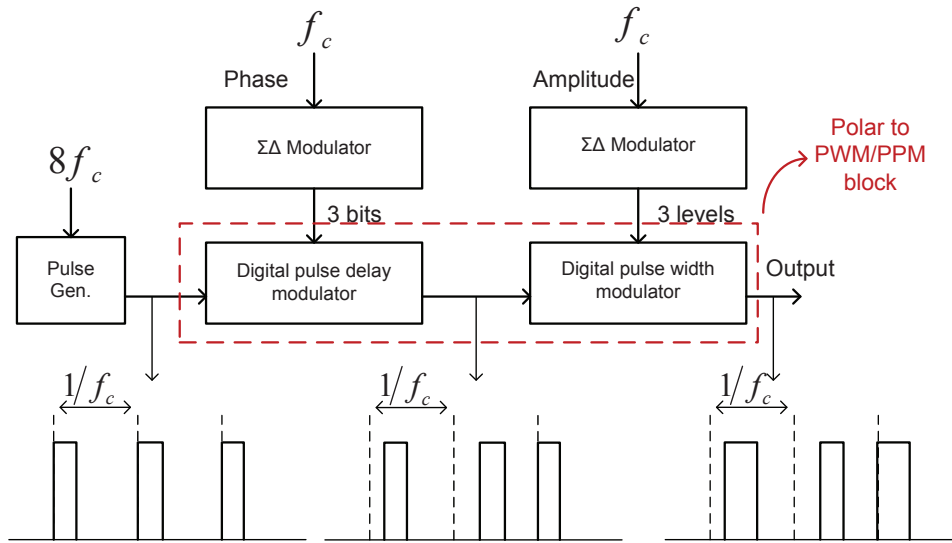 f_c
f_c
Phase
Amplitude
ΣΔ Modulator
ΣΔ Modulator
Polar to
PWM/PPM
block
8f_c
3 bits
3 levels
Pulse
Gen.
Digital pulse delay
modulator
Digital pulse width
modulator
Output
1/f_c
1/f_c
1/f_c